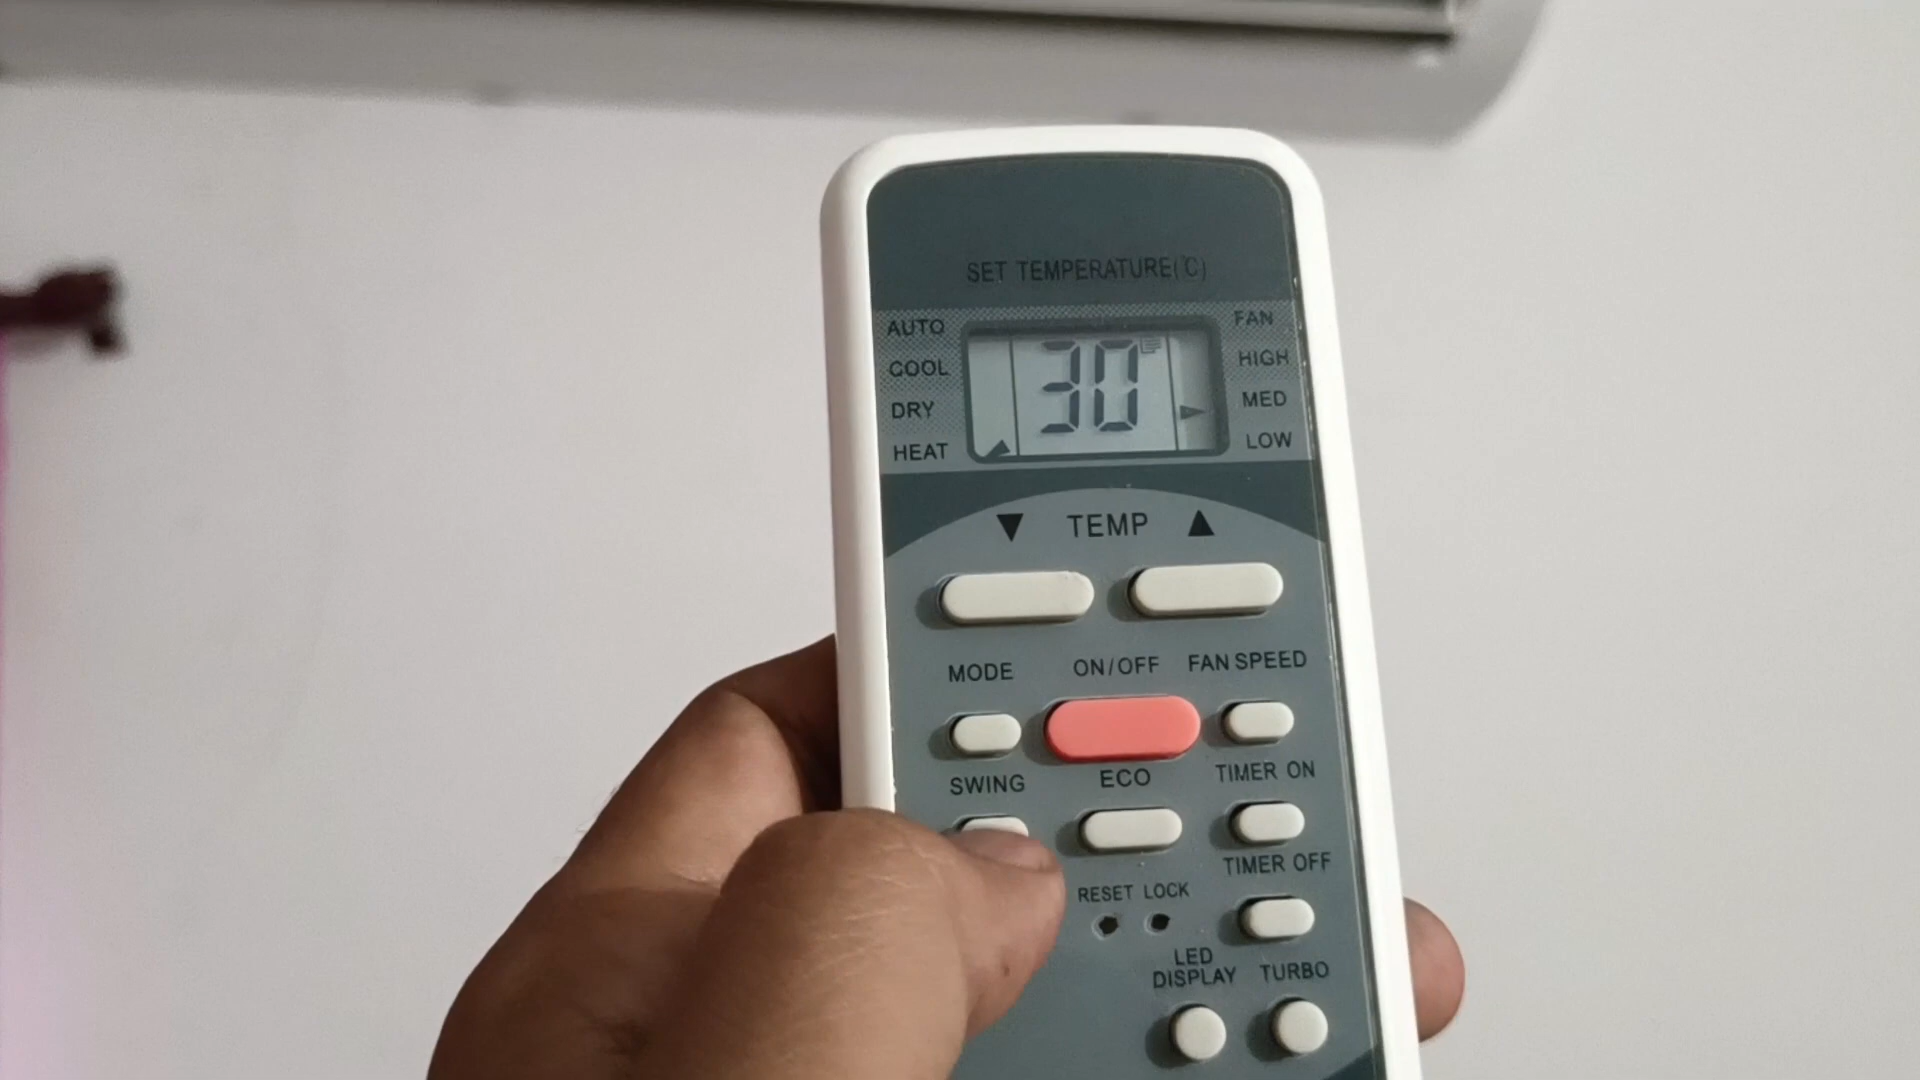 SET TEMPERATURE(°C)
AUTO
COOL
DRY
HEAT
30
FAN
HIGH
MED
LOW
▼ TEMP ▲
MODE ON/OFF FAN SPEED
SWING ECO TIMER ON
TIMER OFF
RESET LOCK
LED
DISPLAY TURBO